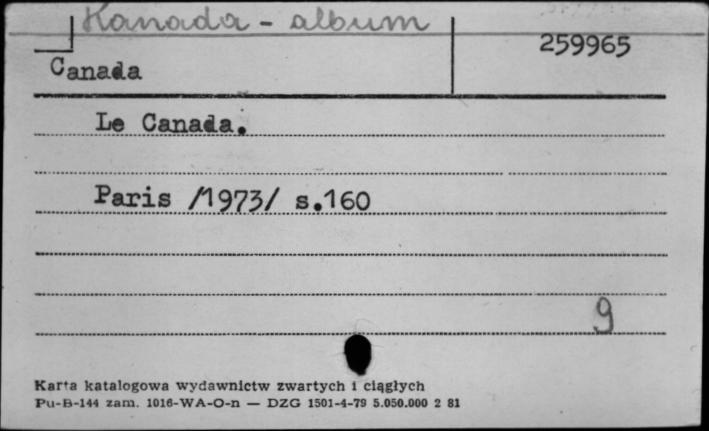 Kanada - album
259965
Canada
Le Canada.
Paris /1973/ s.160
9
Karta katalogowa wydawnictw zwartych i ciągłych
Pu-B-144 zam. 1016-WA-O-n — DZG 1501-4-79 5.050.000 2 81